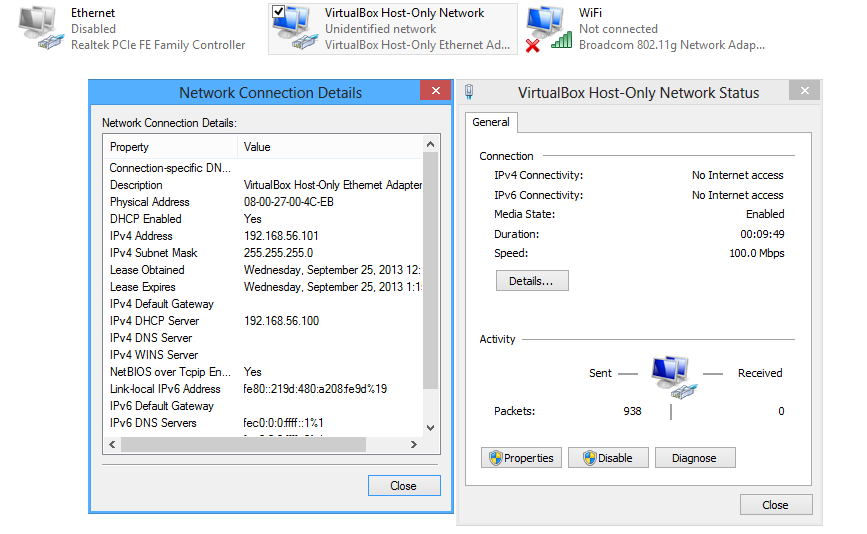 Ethernet
Disabled
Realtek PCIe FE Family Controller
VirtualBox Host-Only Network
Unidentified network
VirtualBox Host-Only Ethernet Ad...
WiFi
Not connected
Broadcom 802.11g Network Adap...
Network Connection Details
Network Connection Details:
Property Value
Connection-specific DN...
Description VirtualBox Host-Only Ethernet Adapter
Physical Address 08-00-27-00-4C-EB
DHCP Enabled Yes
IPv4 Address 192.168.56.101
IPv4 Subnet Mask 255.255.255.0
Lease Obtained Wednesday, September 25, 2013 12:
Lease Expires Wednesday, September 25, 2013 1:1
IPv4 Default Gateway
IPv4 DHCP Server 192.168.56.100
IPv4 DNS Server
IPv4 WINS Server
NetBIOS over Tcpip En... Yes
Link-local IPv6 Address fe80::219d:480:a208:fe9d%19
IPv6 Default Gateway
IPv6 DNS Servers fec0:0:0:ffff::1%1
Close
VirtualBox Host-Only Network Status
General
Connection
IPv4 Connectivity: No Internet access
IPv6 Connectivity: No Internet access
Media State: Enabled
Duration: 00:09:49
Speed: 100.0 Mbps
Details...
Activity
Sent Received
Packets: 938 0
Properties
Disable
Diagnose
Close